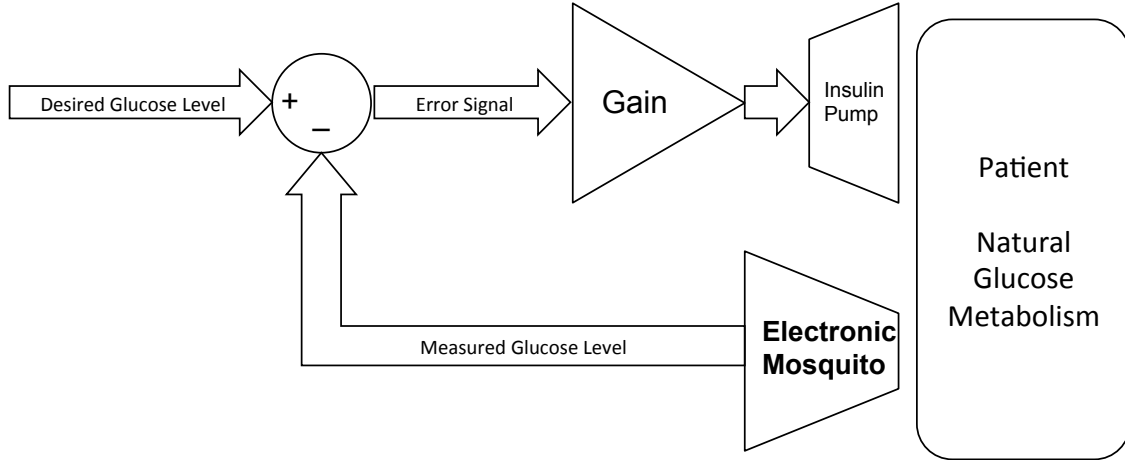 Desired Glucose Level
+
−
Error Signal
Gain
Insulin
Pump
Patient
Natural
Glucose
Metabolism
Electronic
Mosquito
Measured Glucose Level